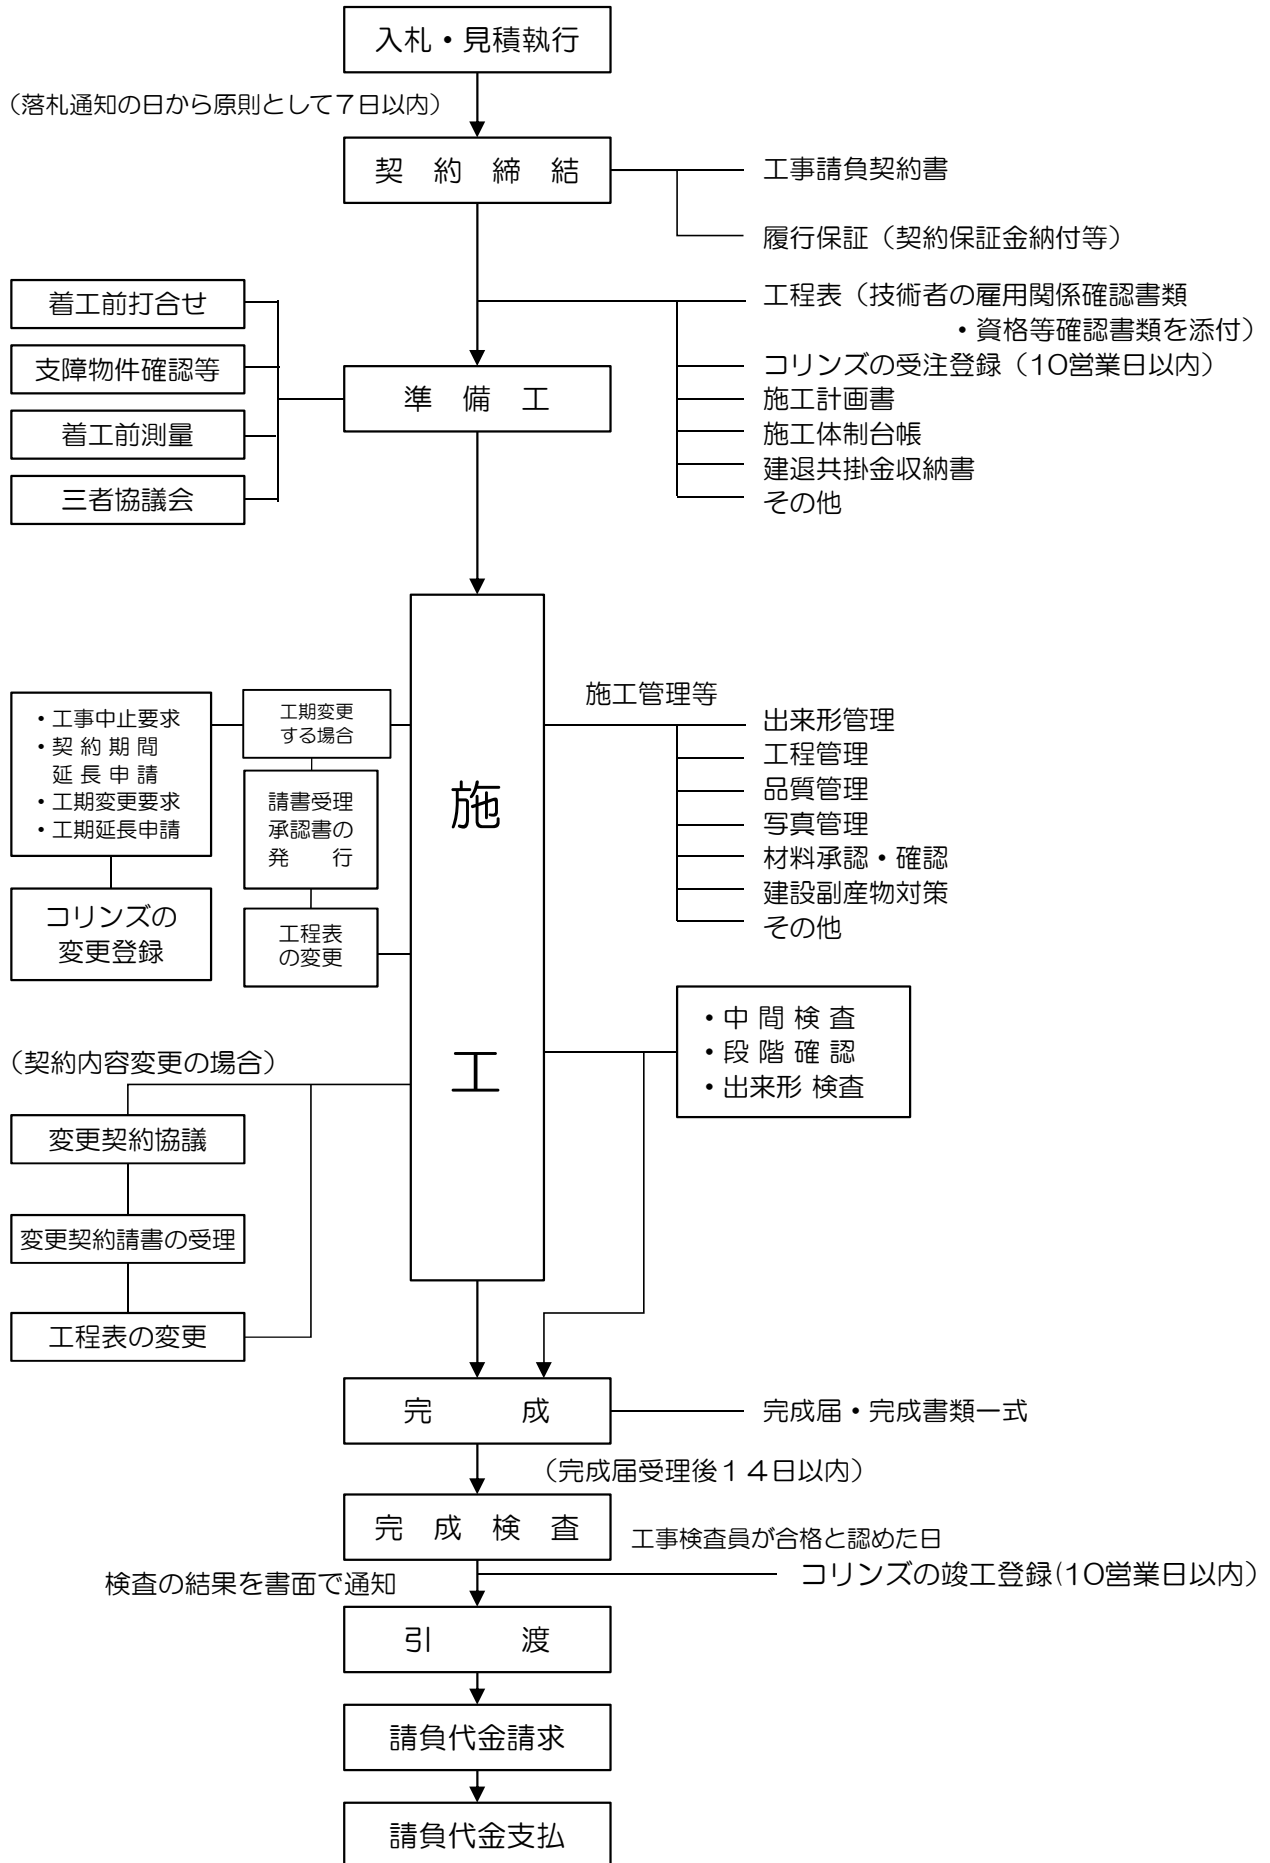 入札・見積執行
（落札通知の日から原則として７日以内）
契 約 締 結
工事請負契約書
履行保証（契約保証金納付等）
工程表（技術者の雇用関係確認書類
・資格等確認書類を添付）
コリンズの受注登録（10営業日以内）
施工計画書
施工体制台帳
建退共掛金収納書
その他
着工前打合せ
支障物件確認等
着工前測量
三者協議会
準 備 工
施
工
施工管理等
出来形管理
工程管理
品質管理
写真管理
材料承認・確認
建設副産物対策
その他
・工事中止要求
・契 約 期 間
延 長 申 請
・工期変更要求
・工期延長申請
コリンズの
変更登録
工期変更
する場合
請書受理
承認書の
発 行
工程表
の変更
・中 間 検 査
・段 階 確 認
・出来形 検査
（契約内容変更の場合）
変更契約協議
変更契約請書の受理
工程表の変更
完 成
完成届・完成書類一式
（完成届受理後１４日以内）
完 成 検 査
工事検査員が合格と認めた日
検査の結果を書面で通知
コリンズの竣工登録(10営業日以内）
引 渡
請負代金請求
請負代金支払